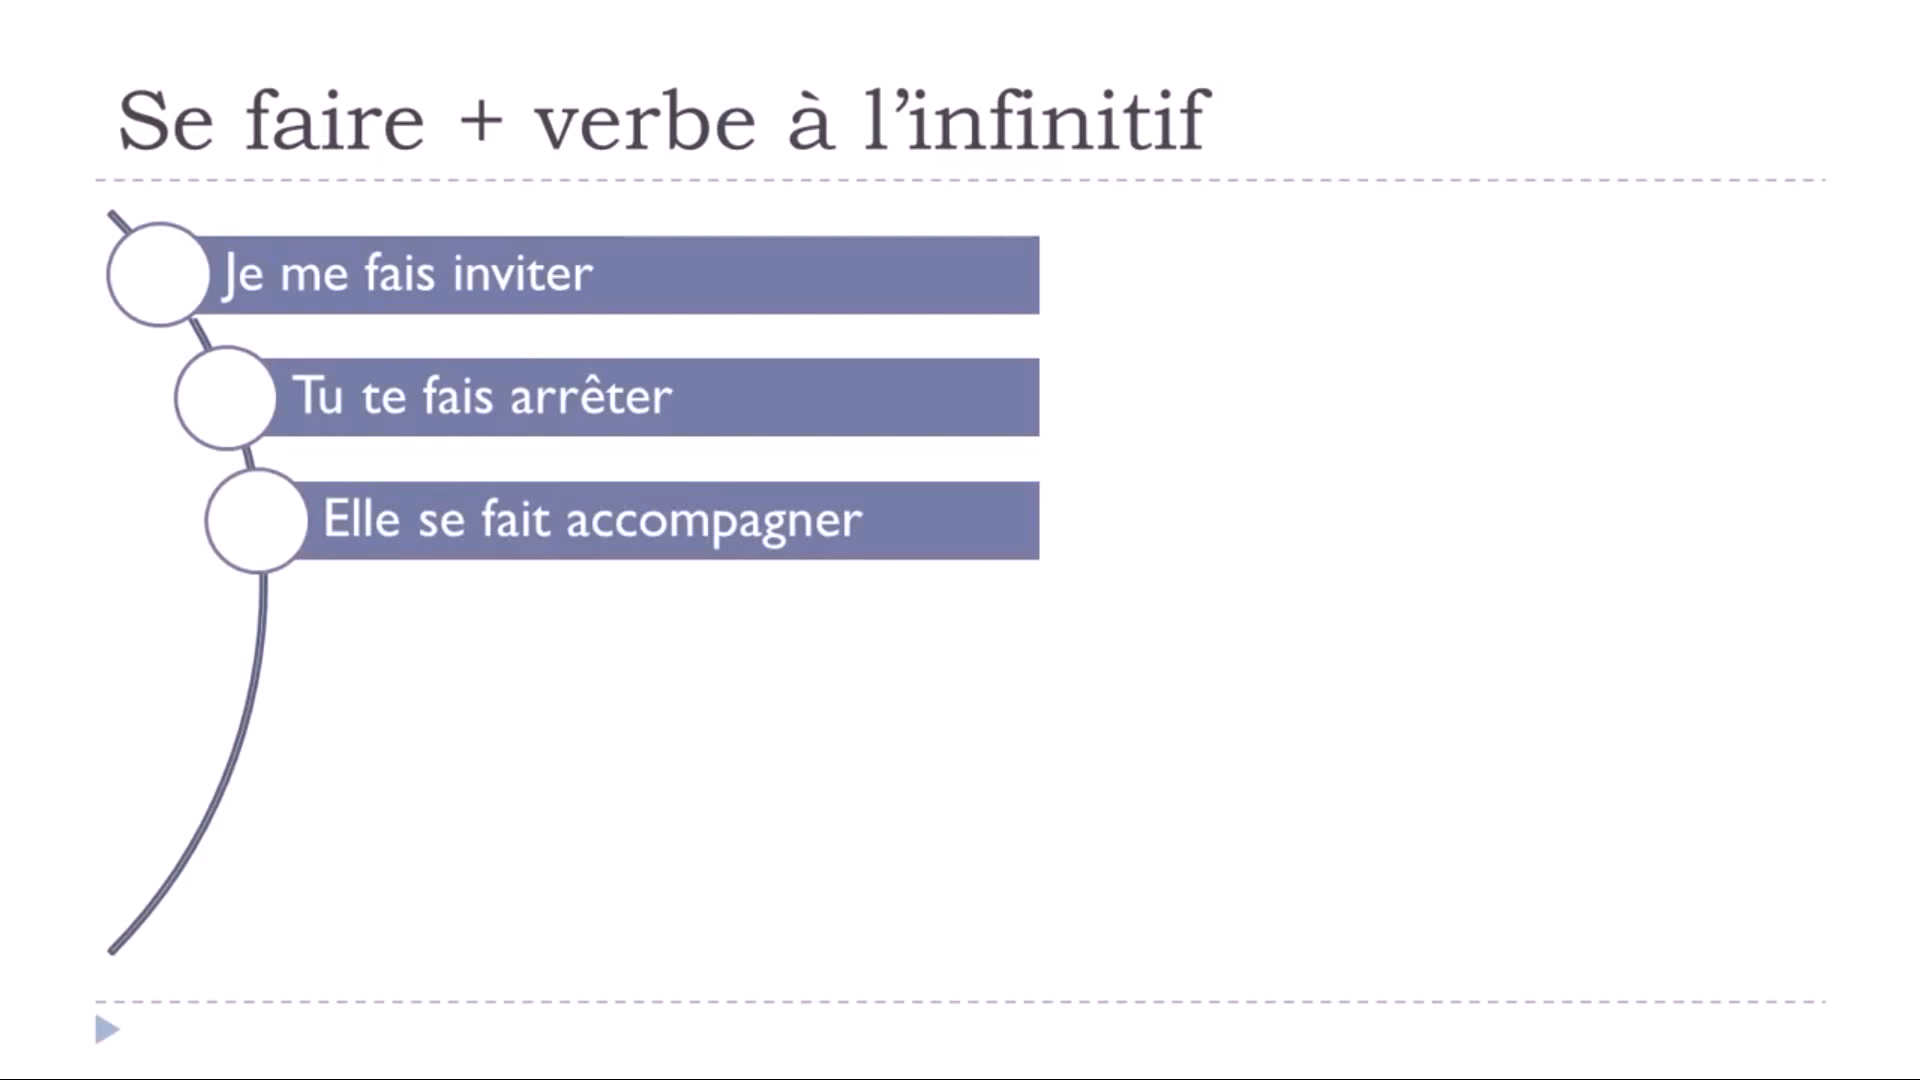 Se faire + verbe à l’infinitif
Je me fais inviter
Tu te fais arrêter
Elle se fait accompagner